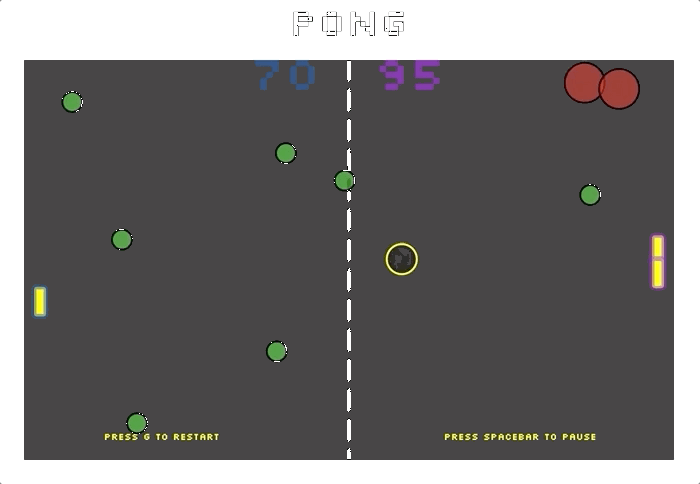 PONG
70 95
PRESS G TO RESTART
PRESS SPACEBAR TO PAUSE